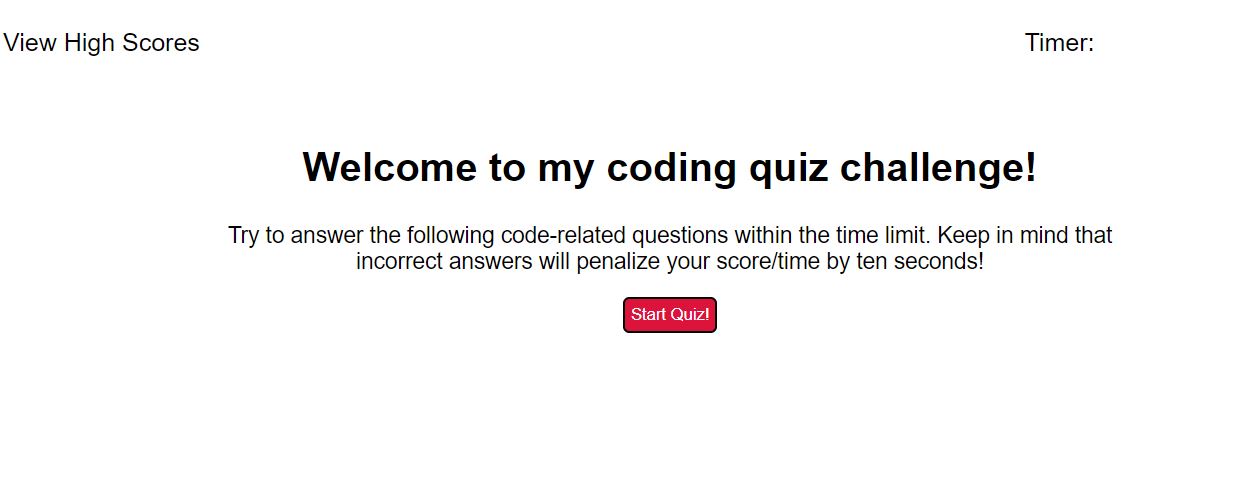 View High Scores
Timer:
Welcome to my coding quiz challenge!
Try to answer the following code-related questions within the time limit. Keep in mind that
incorrect answers will penalize your score/time by ten seconds!
Start Quiz!